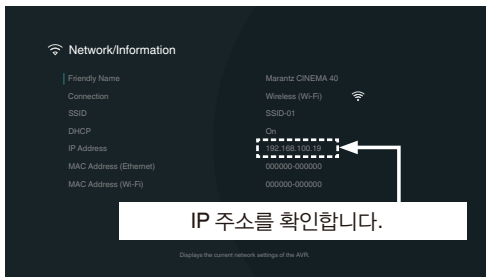 Network/Information
Friendly Name Marantz CINEMA 40
Connection Wireless (Wi-Fi)
SSID SSID-01
DHCP On
IP Address 192.168.100.19
MAC Address (Ethernet) 000000-000000
MAC Address (Wi-Fi) 000000-000000
IP 주소를 확인합니다.
Displays the current network settings of the AVR.